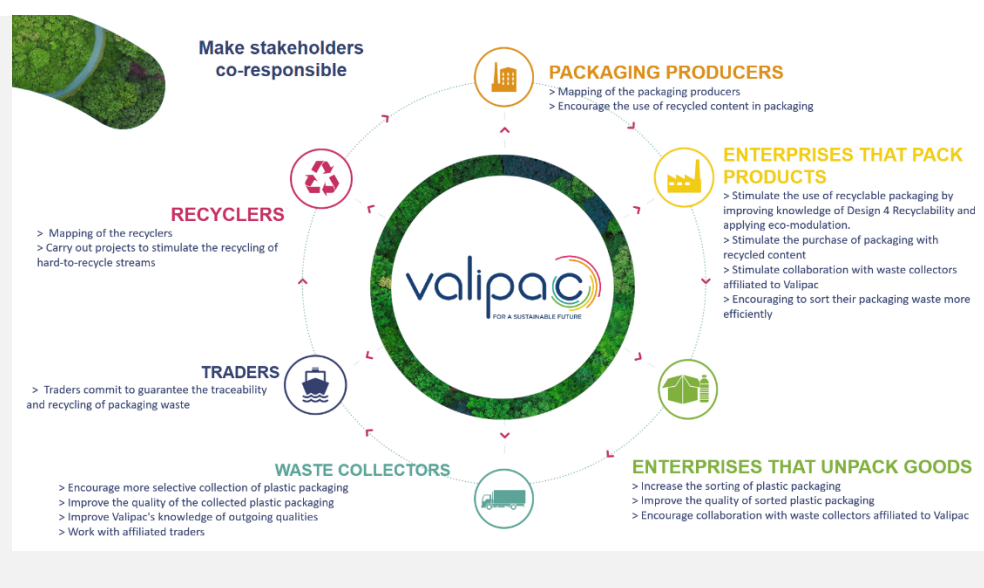 Make stakeholders
co-responsible
PACKAGING PRODUCERS
> Mapping of the packaging producers
> Encourage the use of recycled content in packaging
ENTERPRISES THAT PACK
PRODUCTS
> Stimulate the use of recyclable packaging by
improving knowledge of Design 4 Recyclability and
applying eco-modulation.
> Stimulate the purchase of packaging with
recycled content
> Stimulate collaboration with waste collectors
affiliated to Valipac
> Encouraging to sort their packaging waste more
efficiently
RECYCLERS
> Mapping of the recyclers
> Carry out projects to stimulate the recycling of
hard-to-recycle streams
valipac
FOR A SUSTAINABLE FUTURE
TRADERS
> Traders commit to guarantee the traceability
and recycling of packaging waste
WASTE COLLECTORS
> Encourage more selective collection of plastic packaging
> Improve the quality of the collected plastic packaging
> Improve Valipac's knowledge of outgoing qualities
> Work with affiliated traders
ENTERPRISES THAT UNPACK GOODS
> Increase the sorting of plastic packaging
> Improve the quality of sorted plastic packaging
> Encourage collaboration with waste collectors affiliated to Valipac